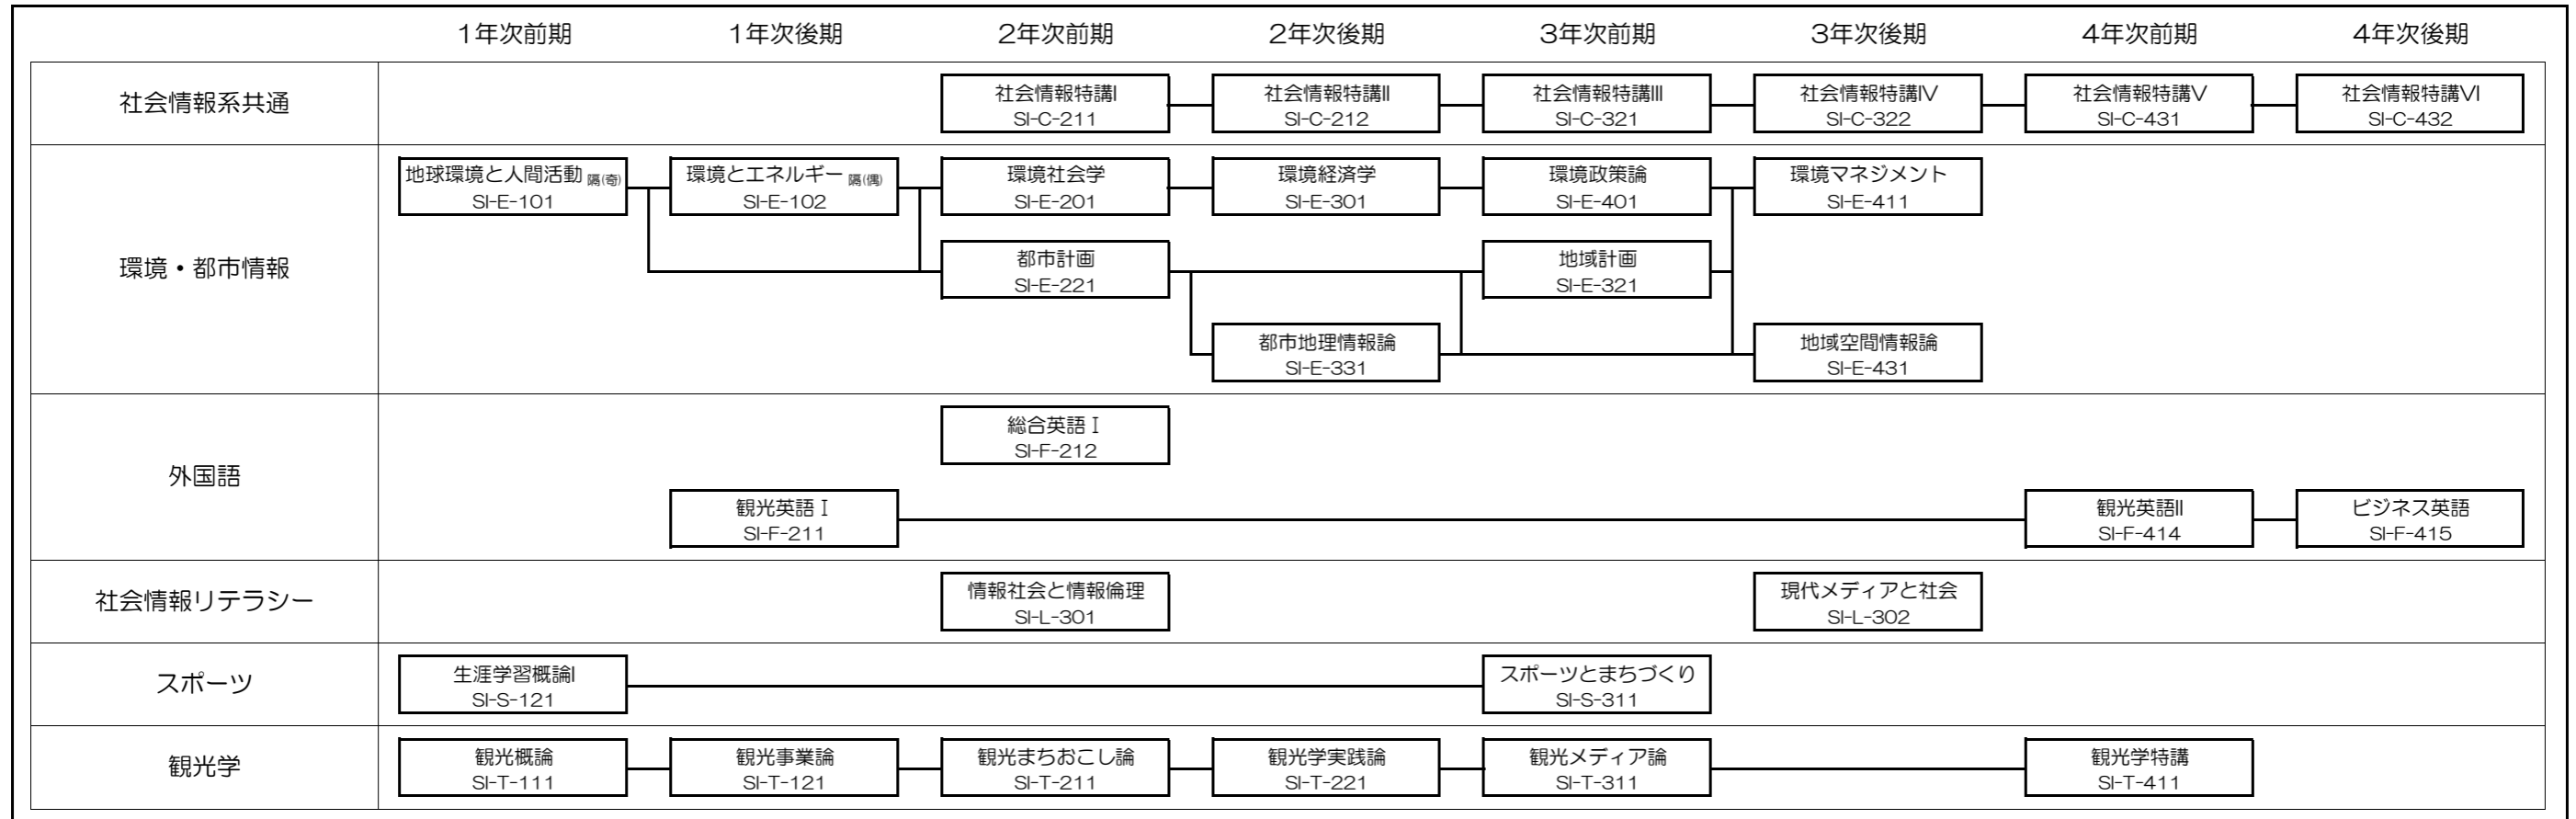 1年次前期 1年次後期 2年次前期 2年次後期 3年次前期 3年次後期 4年次前期 4年次後期
社会情報系共通
社会情報特講I
SI-C-211
社会情報特講II
SI-C-212
社会情報特講III
SI-C-321
社会情報特講IV
SI-C-322
社会情報特講V
SI-C-431
社会情報特講VI
SI-C-432
環境・都市情報
地球環境と人間活動 隔(奇)
SI-E-101
環境とエネルギー 隔(偶)
SI-E-102
環境社会学
SI-E-201
環境経済学
SI-E-301
環境政策論
SI-E-401
環境マネジメント
SI-E-411
都市計画
SI-E-221
地域計画
SI-E-321
都市地理情報論
SI-E-331
地域空間情報論
SI-E-431
外国語
総合英語Ⅰ
SI-F-212
観光英語Ⅰ
SI-F-211
観光英語II
SI-F-414
ビジネス英語
SI-F-415
社会情報リテラシー
情報社会と情報倫理
SI-L-301
現代メディアと社会
SI-L-302
スポーツ
生涯学習概論I
SI-S-121
スポーツとまちづくり
SI-S-311
観光学
観光概論
SI-T-111
観光事業論
SI-T-121
観光まちおこし論
SI-T-211
観光学実践論
SI-T-221
観光メディア論
SI-T-311
観光学特講
SI-T-411